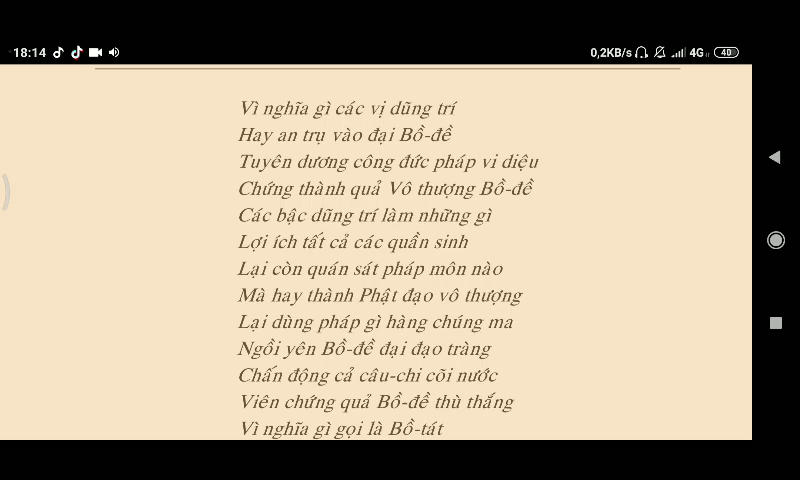 18:14
0,2KB/s 4G 40
Vì nghĩa gì các vị dũng trí
Hay an trụ vào đại Bồ-đề
Tuyên dương công đức pháp vi diệu
Chứng thành quả Vô thượng Bồ-đề
Các bậc dũng trí làm những gì
Lợi ích tất cả các quần sinh
Lại còn quán sát pháp môn nào
Mà hay thành Phật đạo vô thượng
Lại dùng pháp gì hàng chúng ma
Ngồi yên Bồ-đề đại đạo tràng
Chấn động cả câu-chi cõi nước
Viên chứng quả Bồ-đề thù thắng
Vì nghĩa gì gọi là Bồ-tát